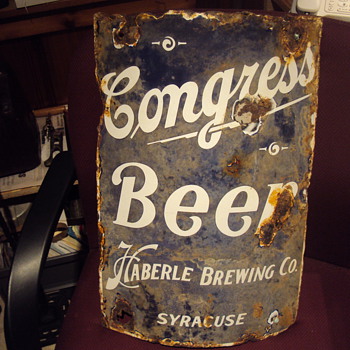 Congress
Beer
Haberle Brewing Co.
Syracuse